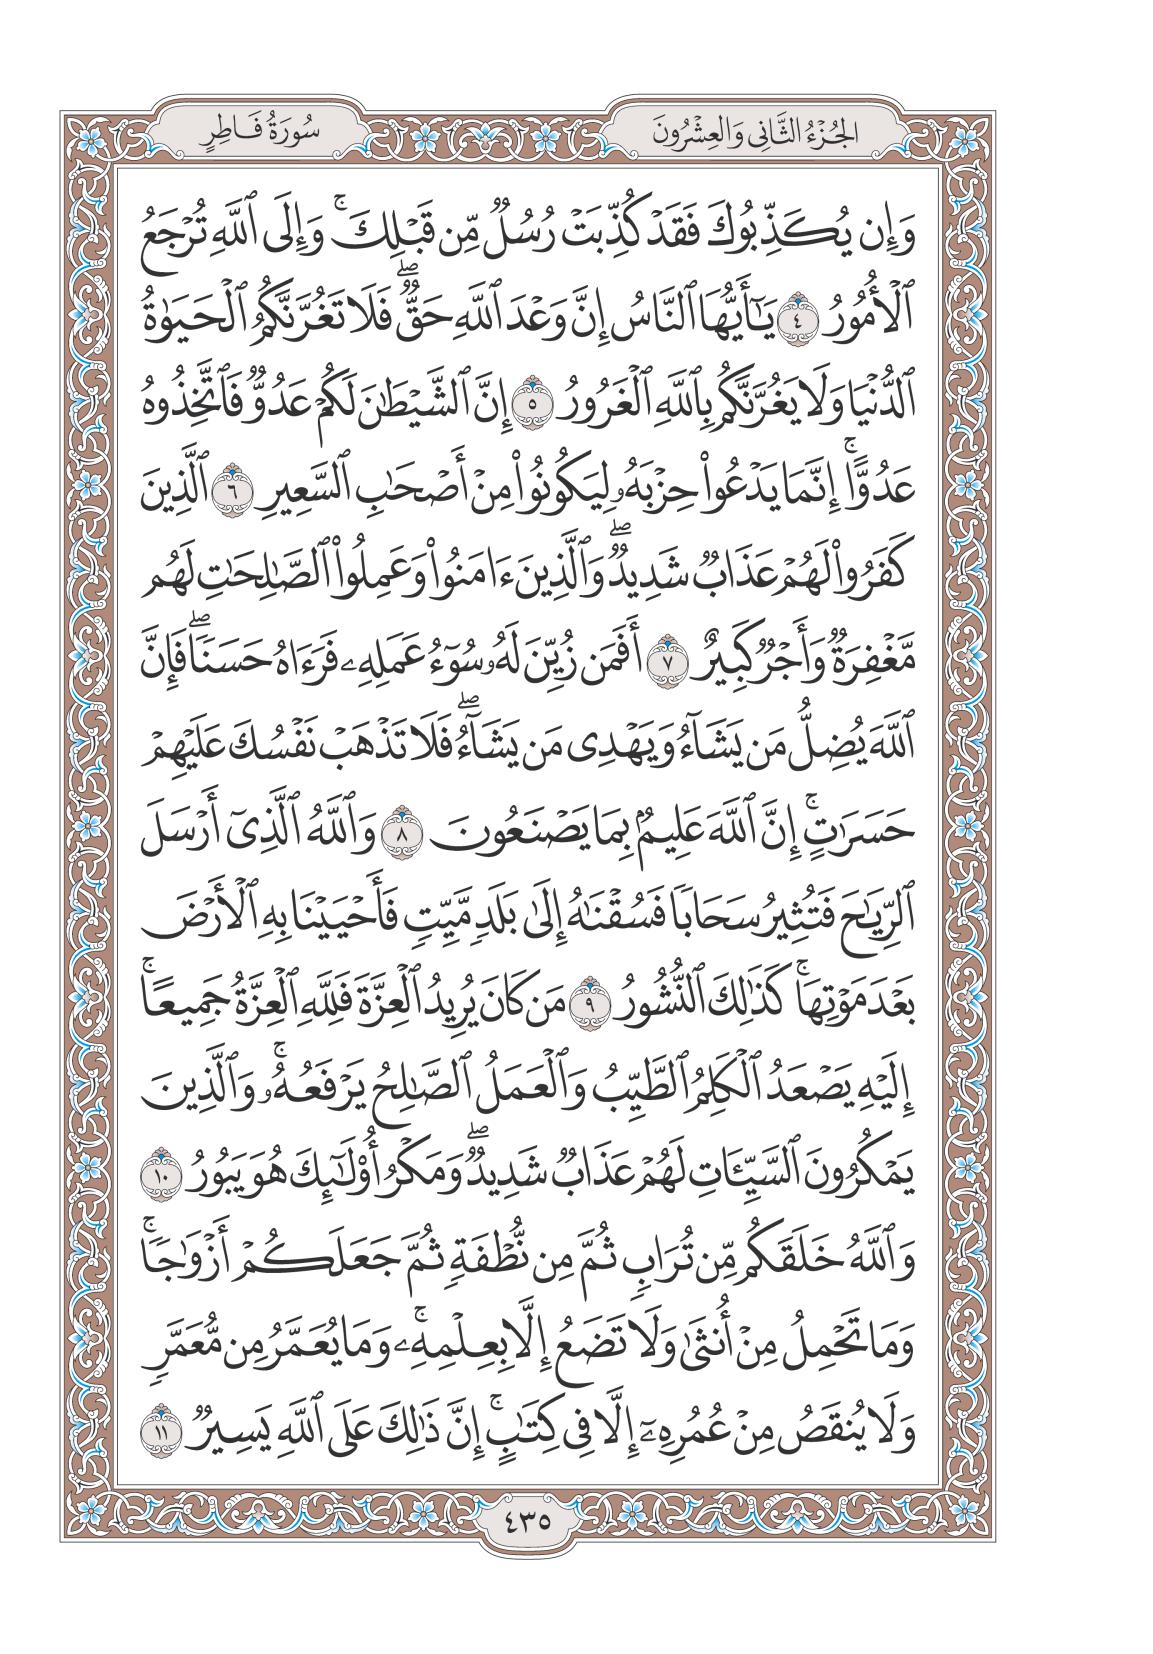 الجُزْءُ الثَّانِي وَالعِشْرُونَ
سُورَةُ فَاطِرٍ
وَإِن يُكَذِّبُوكَ فَقَدْ كُذِّبَتْ رُسُلٌ مِّن قَبْلِكَ ۚ وَإِلَى ٱللَّهِ تُرْجَعُ
ٱلْأُمُورُ ٤ يَـٰٓأَيُّهَا ٱلنَّاسُ إِنَّ وَعْدَ ٱللَّهِ حَقٌّ ۖ فَلَا تَغُرَّنَّكُمُ ٱلْحَيَوٰةُ
ٱلدُّنْيَا وَلَا يَغُرَّنَّكُم بِٱللَّهِ ٱلْغَرُورُ ٥ إِنَّ ٱلشَّيْطَـٰنَ لَكُمْ عَدُوٌّ فَٱتَّخِذُوهُ
عَدُوًّا ۚ إِنَّمَا يَدْعُوا۟ حِزْبَهُۥ لِيَكُونُوا۟ مِنْ أَصْحَـٰبِ ٱلسَّعِيرِ ٦ ٱلَّذِينَ
كَفَرُوا۟ لَهُمْ عَذَابٌ شَدِيدٌ ۖ وَٱلَّذِينَ ءَامَنُوا۟ وَعَمِلُوا۟ ٱلصَّـٰلِحَـٰتِ لَهُم
مَّغْفِرَةٌ وَأَجْرٌ كَبِيرٌ ٧ أَفَمَن زُيِّنَ لَهُۥ سُوٓءُ عَمَلِهِۦ فَرَءَاهُ حَسَنًا ۖ فَإِنَّ
ٱللَّهَ يُضِلُّ مَن يَشَآءُ وَيَهْدِى مَن يَشَآءُ ۖ فَلَا تَذْهَبْ نَفْسُكَ عَلَيْهِمْ
حَسَرَٰتٍ ۚ إِنَّ ٱللَّهَ عَلِيمٌۢ بِمَا يَصْنَعُونَ ٨ وَٱللَّهُ ٱلَّذِىٓ أَرْسَلَ
ٱلرِّيَـٰحَ فَتُثِيرُ سَحَابًا فَسُقْنَـٰهُ إِلَىٰ بَلَدٍ مَّيِّتٍ فَأَحْيَيْنَا بِهِ ٱلْأَرْضَ
بَعْدَ مَوْتِهَا ۚ كَذَٰلِكَ ٱلنُّشُورُ ٩ مَن كَانَ يُرِيدُ ٱلْعِزَّةَ فَلِلَّهِ ٱلْعِزَّةُ جَمِيعًا ۚ
إِلَيْهِ يَصْعَدُ ٱلْكَلِمُ ٱلطَّيِّبُ وَٱلْعَمَلُ ٱلصَّـٰلِحُ يَرْفَعُهُۥ ۚ وَٱلَّذِينَ
يَمْكُرُونَ ٱلسَّيِّـَٔاتِ لَهُمْ عَذَابٌ شَدِيدٌ ۖ وَمَكْرُ أُو۟لَـٰٓئِكَ هُوَ يَبُورُ ١٠
وَٱللَّهُ خَلَقَكُم مِّن تُرَابٍ ثُمَّ مِن نُّطْفَةٍ ثُمَّ جَعَلَكُمْ أَزْوَٰجًا ۚ
وَمَا تَحْمِلُ مِنْ أُنثَىٰ وَلَا تَضَعُ إِلَّا بِعِلْمِهِۦ ۚ وَمَا يُعَمَّرُ مِن مُّعَمَّرٍ
وَلَا يُنقَصُ مِنْ عُمُرِهِۦٓ إِلَّا فِى كِتَـٰبٍ ۚ إِنَّ ذَٰلِكَ عَلَى ٱللَّهِ يَسِيرٌ ١١
٤٣٥